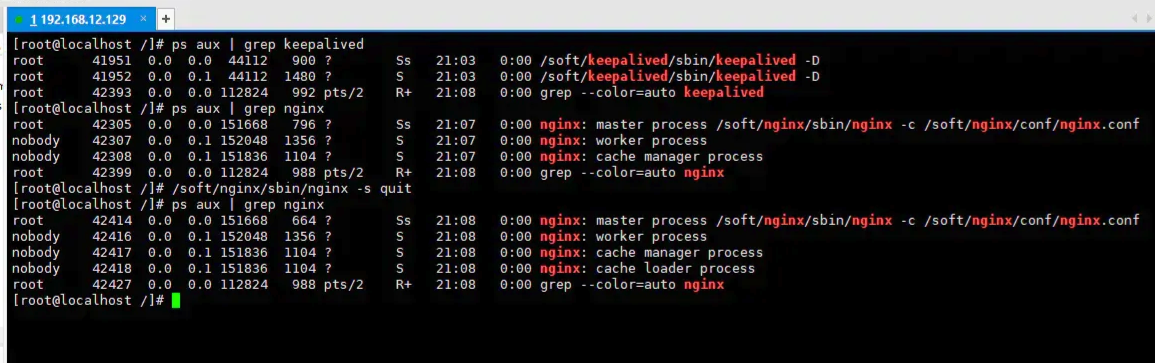 1 192.168.12.129 × +
[root@localhost /]# ps aux | grep keepalived
root      41951  0.0  0.0  44112   900 ?        Ss   21:03   0:00 /soft/keepalived/sbin/keepalived -D
root      41952  0.0  0.1  44112  1480 ?        S    21:03   0:00 /soft/keepalived/sbin/keepalived -D
root      42393  0.0  0.0 112824   992 pts/2    R+   21:08   0:00 grep --color=auto keepalived
[root@localhost /]# ps aux | grep nginx
root      42305  0.0  0.0 151668   796 ?        Ss   21:07   0:00 nginx: master process /soft/nginx/sbin/nginx -c /soft/nginx/conf/nginx.conf
nobody    42307  0.0  0.1 152048  1356 ?        S    21:07   0:00 nginx: worker process
nobody    42308  0.0  0.1 151836  1104 ?        S    21:07   0:00 nginx: cache manager process
root      42399  0.0  0.0 112824   988 pts/2    R+   21:08   0:00 grep --color=auto nginx
[root@localhost /]# /soft/nginx/sbin/nginx -s quit
[root@localhost /]# ps aux | grep nginx
root      42414  0.0  0.0 151668   664 ?        Ss   21:08   0:00 nginx: master process /soft/nginx/sbin/nginx -c /soft/nginx/conf/nginx.conf
nobody    42416  0.0  0.1 152048  1356 ?        S    21:08   0:00 nginx: worker process
nobody    42417  0.0  0.1 151836  1104 ?        S    21:08   0:00 nginx: cache manager process
nobody    42418  0.0  0.1 151836  1104 ?        S    21:08   0:00 nginx: cache loader process
root      42427  0.0  0.0 112824   988 pts/2    R+   21:08   0:00 grep --color=auto nginx
[root@localhost /]#